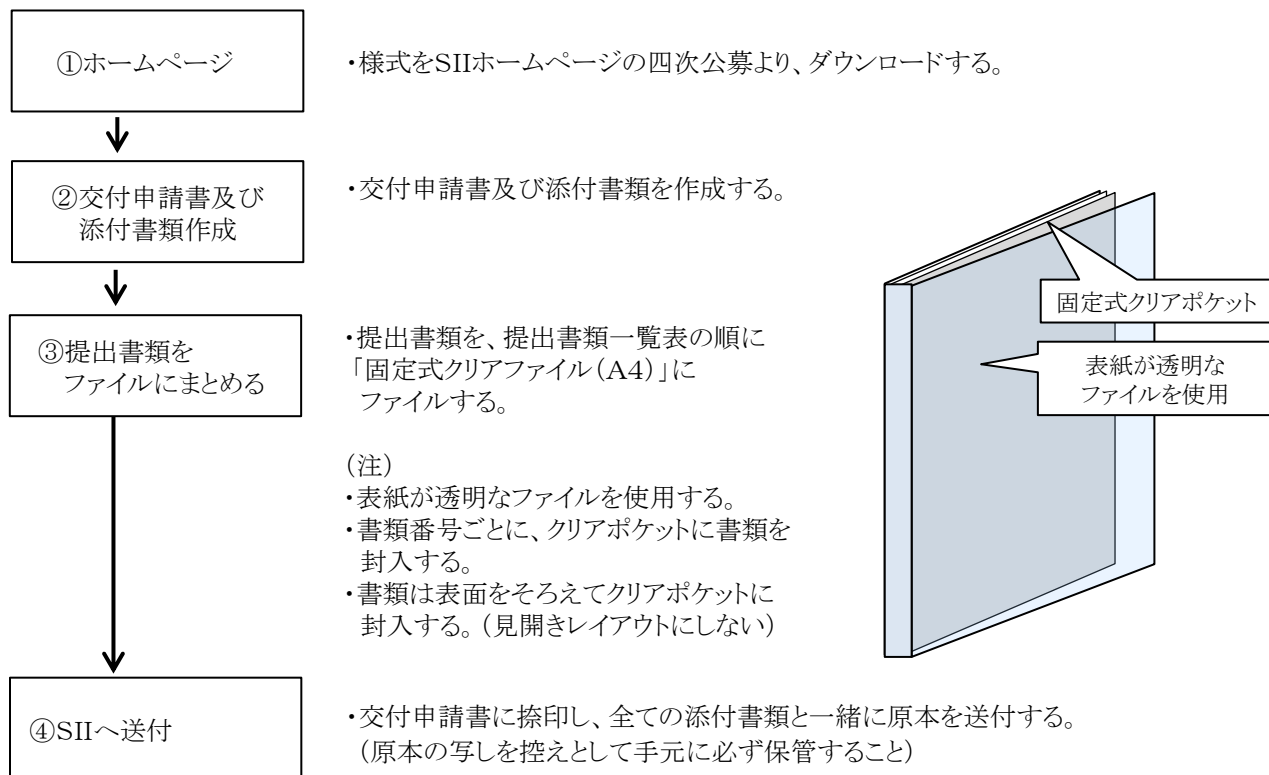 ①ホームページ
・様式をSIIホームページの四次公募より、ダウンロードする。
②交付申請書及び
添付書類作成
・交付申請書及び添付書類を作成する。
③提出書類を
ファイルにまとめる
・提出書類を、提出書類一覧表の順に
「固定式クリアファイル（A4）」に
ファイルする。
（注）
・表紙が透明なファイルを使用する。
・書類番号ごとに、クリアポケットに書類を
封入する。
・書類は表面をそろえてクリアポケットに
封入する。（見開きレイアウトにしない）
固定式クリアポケット
表紙が透明な
ファイルを使用
④SIIへ送付
・交付申請書に捺印し、全ての添付書類と一緒に原本を送付する。
（原本の写しを控えとして手元に必ず保管すること）